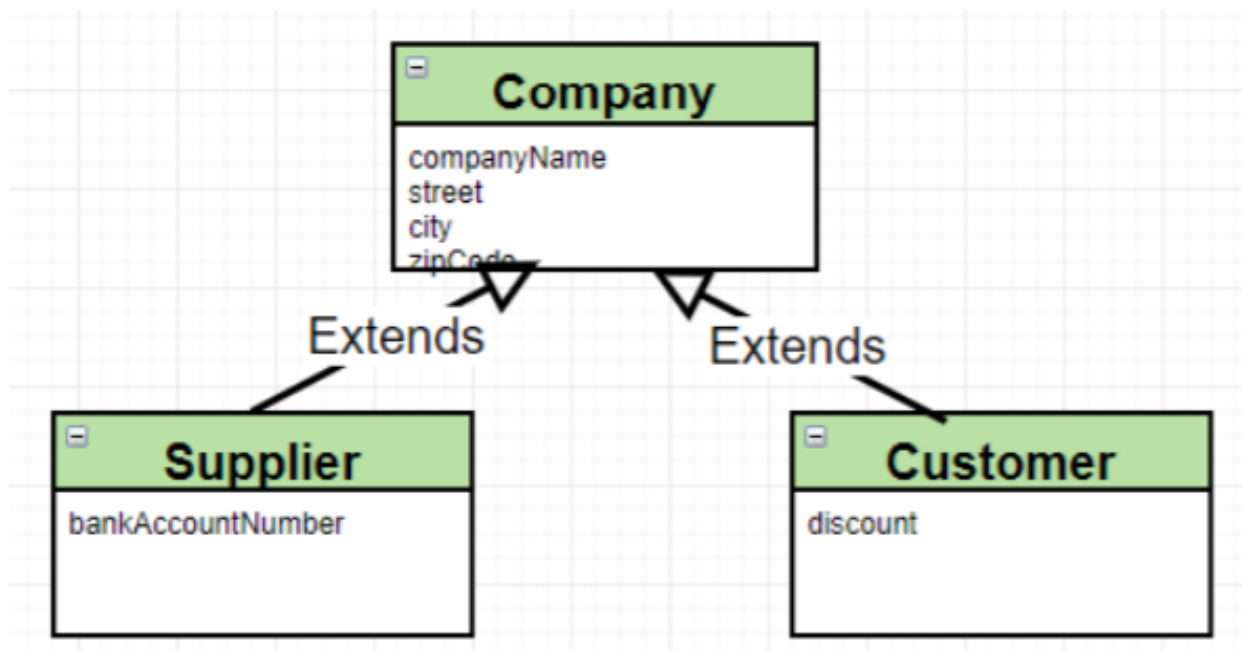 Company
companyName
street
city
zipCode
Extends
Extends
Supplier
bankAccountNumber
Customer
discount